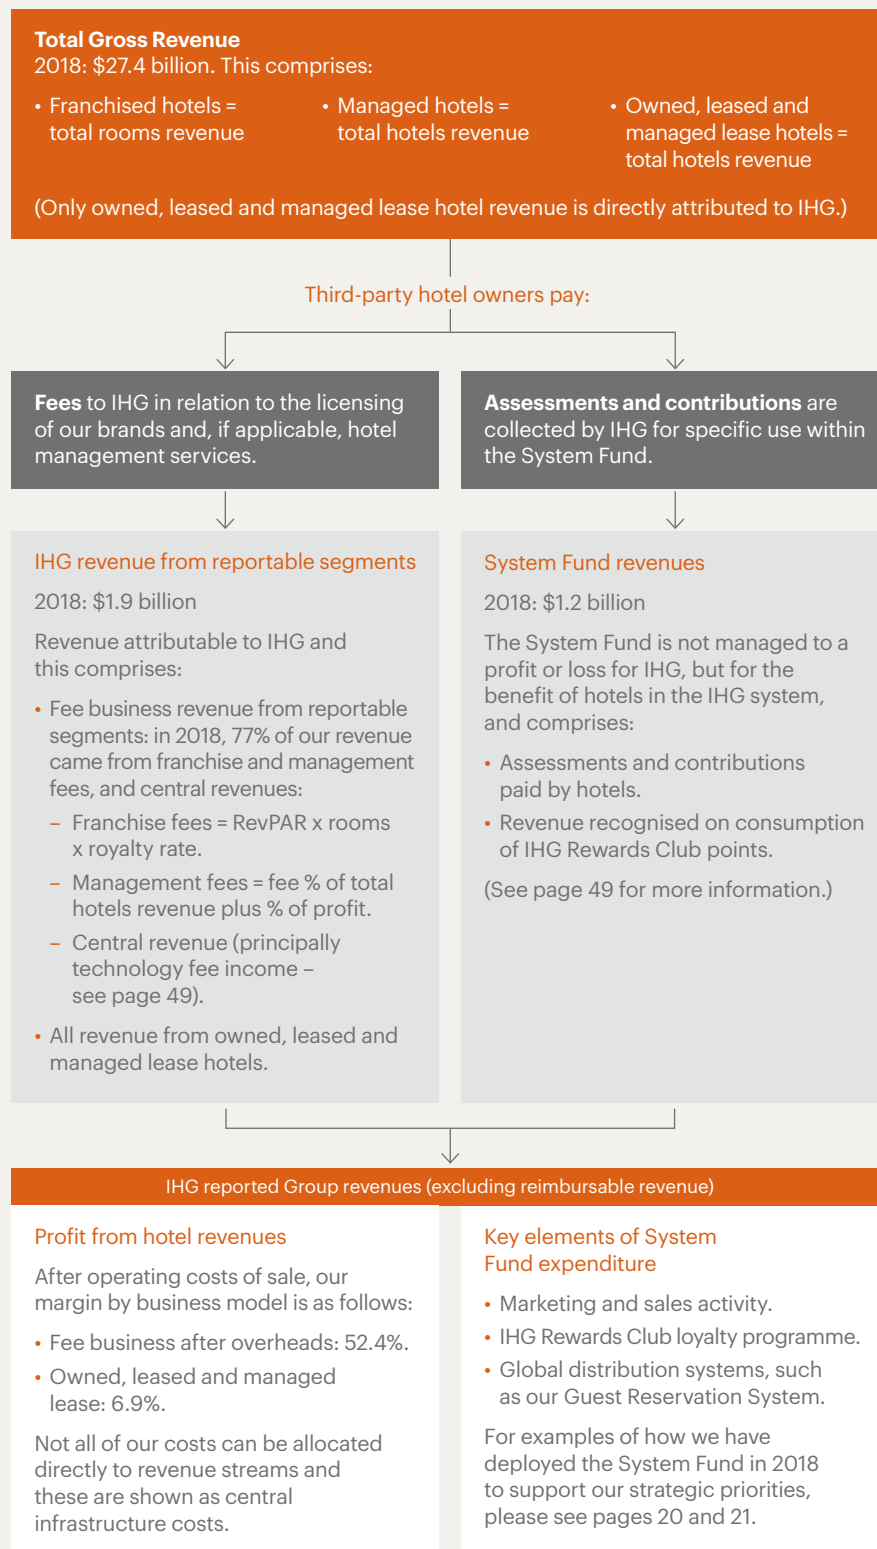 Total Gross Revenue
2018: $27.4 billion. This comprises:
• Franchised hotels =
total rooms revenue
• Managed hotels =
total hotels revenue
• Owned, leased and
managed lease hotels =
total hotels revenue
(Only owned, leased and managed lease hotel revenue is directly attributed to IHG.)
Third-party hotel owners pay:
Fees to IHG in relation to the licensing
of our brands and, if applicable, hotel
management services.
Assessments and contributions are
collected by IHG for specific use within
the System Fund.
IHG revenue from reportable segments
2018: $1.9 billion
Revenue attributable to IHG and
this comprises:
• Fee business revenue from reportable
segments: in 2018, 77% of our revenue
came from franchise and management
fees, and central revenues:
– Franchise fees = RevPAR x rooms
x royalty rate.
– Management fees = fee % of total
hotels revenue plus % of profit.
– Central revenue (principally
technology fee income –
see page 49).
• All revenue from owned, leased and
managed lease hotels.
System Fund revenues
2018: $1.2 billion
The System Fund is not managed to a
profit or loss for IHG, but for the
benefit of hotels in the IHG system,
and comprises:
• Assessments and contributions
paid by hotels.
• Revenue recognised on consumption
of IHG Rewards Club points.
(See page 49 for more information.)
IHG reported Group revenues (excluding reimbursable revenue)
Profit from hotel revenues
After operating costs of sale, our
margin by business model is as follows:
• Fee business after overheads: 52.4%.
• Owned, leased and managed
lease: 6.9%.
Not all of our costs can be allocated
directly to revenue streams and
these are shown as central
infrastructure costs.
Key elements of System
Fund expenditure
• Marketing and sales activity.
• IHG Rewards Club loyalty programme.
• Global distribution systems, such
as our Guest Reservation System.
For examples of how we have
deployed the System Fund in 2018
to support our strategic priorities,
please see pages 20 and 21.